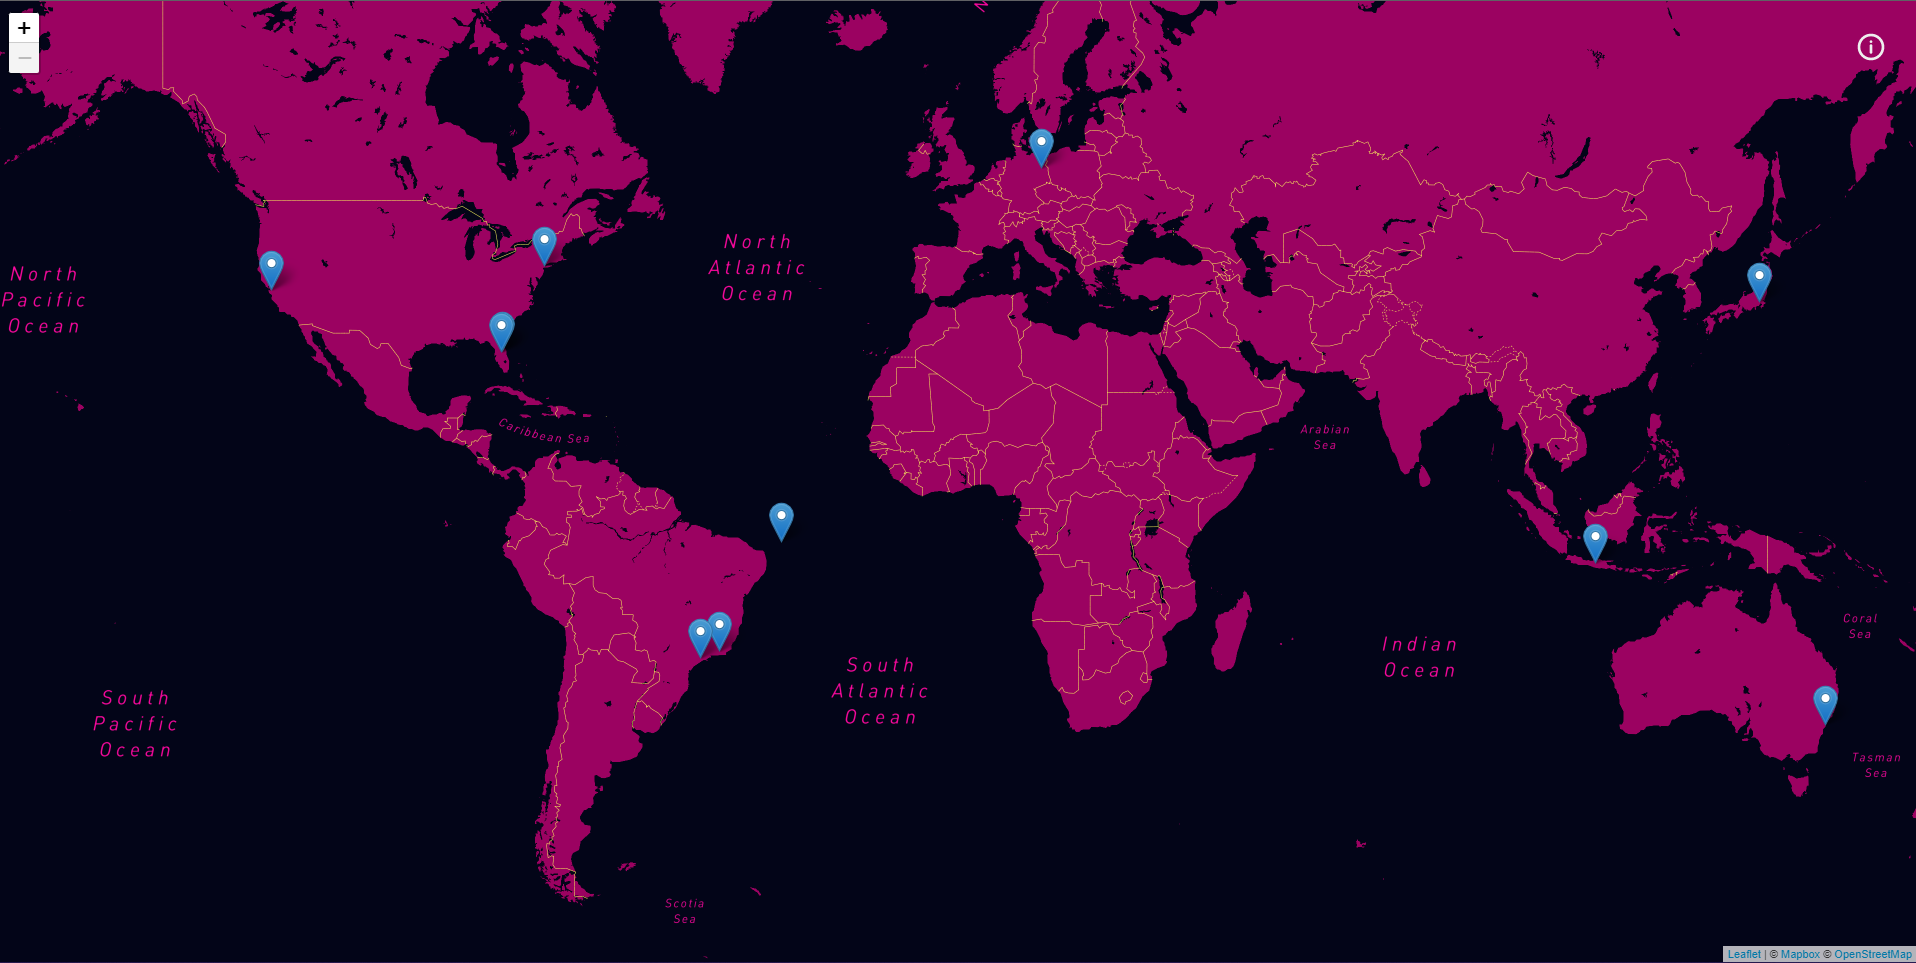 +
−
North
Pacific
Ocean
North
Atlantic
Ocean
Caribbean Sea
Arabian
Sea
South
Pacific
Ocean
South
Atlantic
Ocean
Indian
Ocean
Coral
Sea
Tasman
Sea
Scotia
Sea
Leaflet | © Mapbox © OpenStreetMap